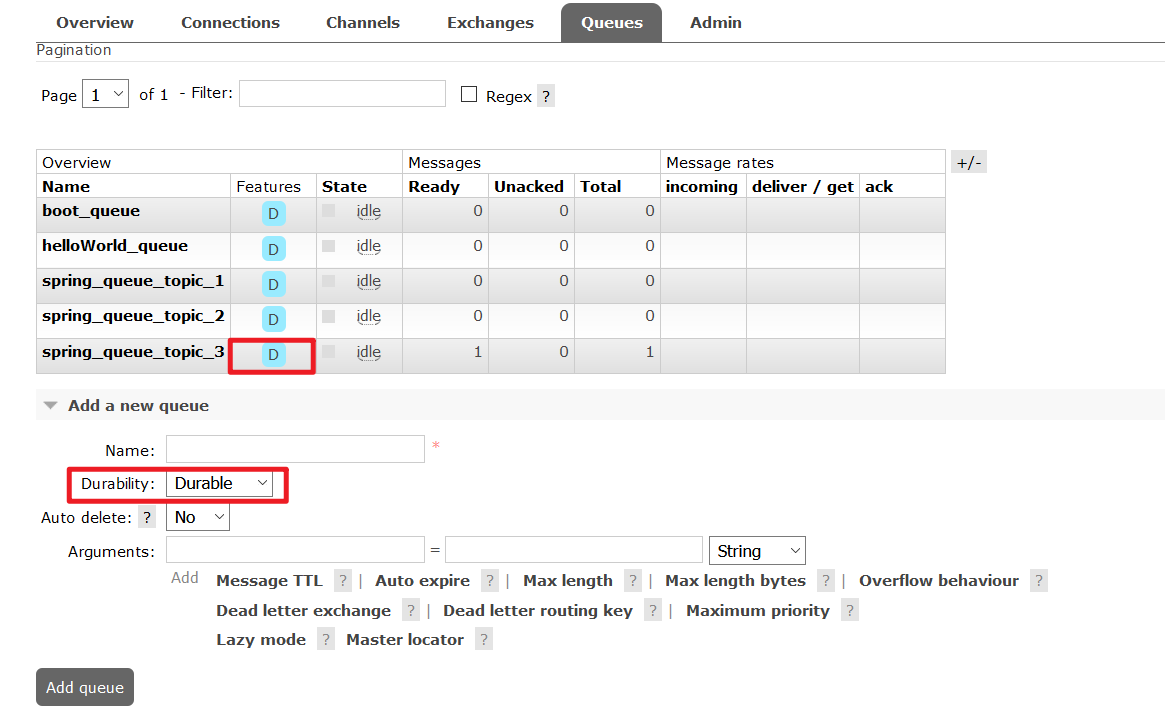 Overview Connections Channels Exchanges Queues Admin
Pagination
Page 1 of 1 - Filter: Regex ?
Overview Messages Message rates +/-
Name Features State Ready Unacked Total incoming deliver / get ack
boot_queue D idle 0 0 0
helloWorld_queue D idle 0 0 0
spring_queue_topic_1 D idle 0 0 0
spring_queue_topic_2 D idle 0 0 0
spring_queue_topic_3 D idle 1 0 1
Add a new queue
Name: *
Durability: Durable
Auto delete: ? No
Arguments: = String
Add Message TTL ? | Auto expire ? | Max length ? | Max length bytes ? | Overflow behaviour ?
Dead letter exchange ? | Dead letter routing key ? | Maximum priority ?
Lazy mode ? Master locator ?
Add queue